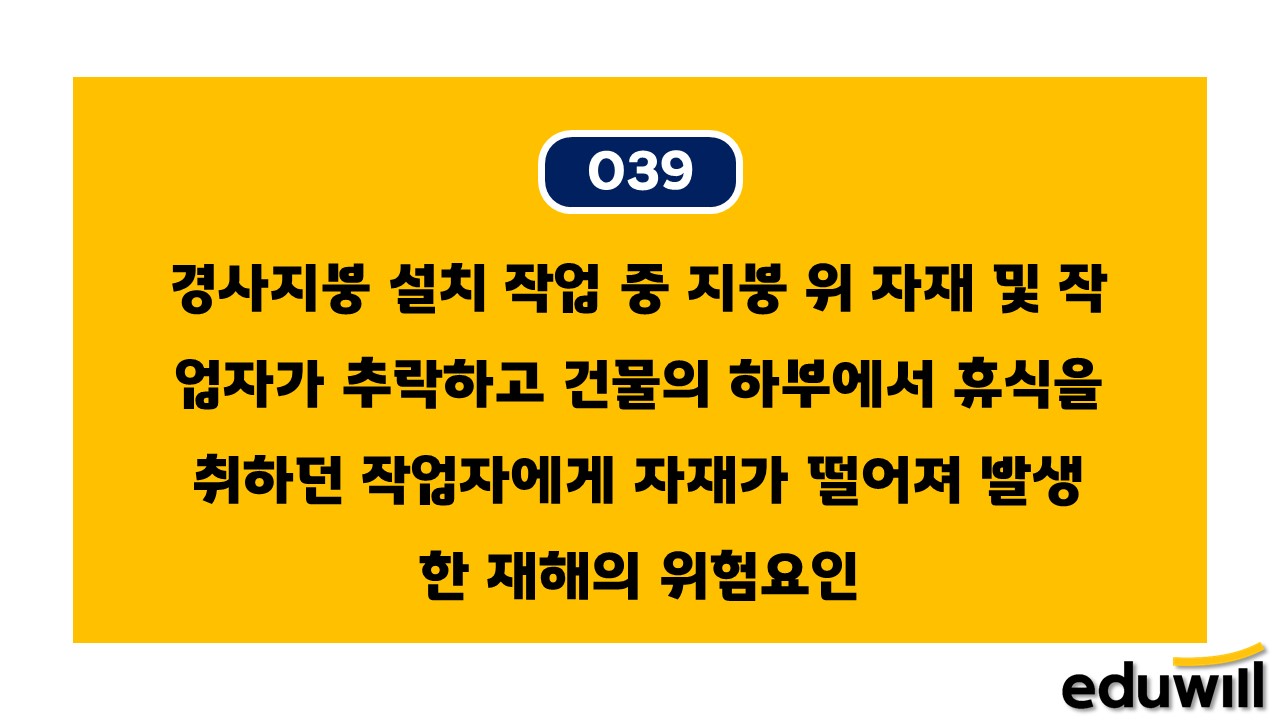 039
경사지붕 설치 작업 중 지붕 위 자재 및 작
업자가 추락하고 건물의 하부에서 휴식을
취하던 작업자에게 자재가 떨어져 발생
한 재해의 위험요인
eduwill